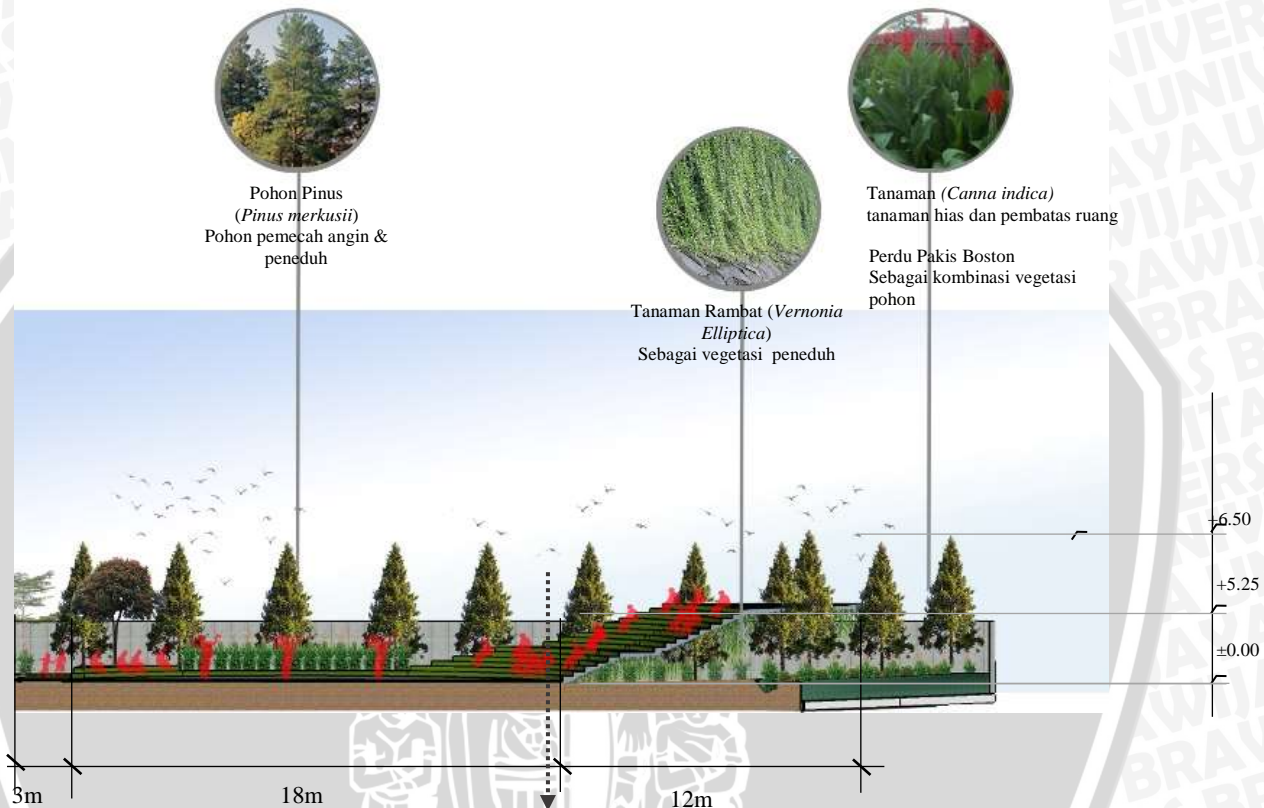 Pohon Pinus
(Pinus merkusii)
Pohon pemecah angin &
peneduh
Tanaman Rambat (Vernonia
Elliptica)
Sebagai vegetasi peneduh
Tanaman (Canna indica)
tanaman hias dan pembatas ruang
Perdu Pakis Boston
Sebagai kombinasi vegetasi
pohon
+6.50
+5.25
±0.00
3m
18m
12m